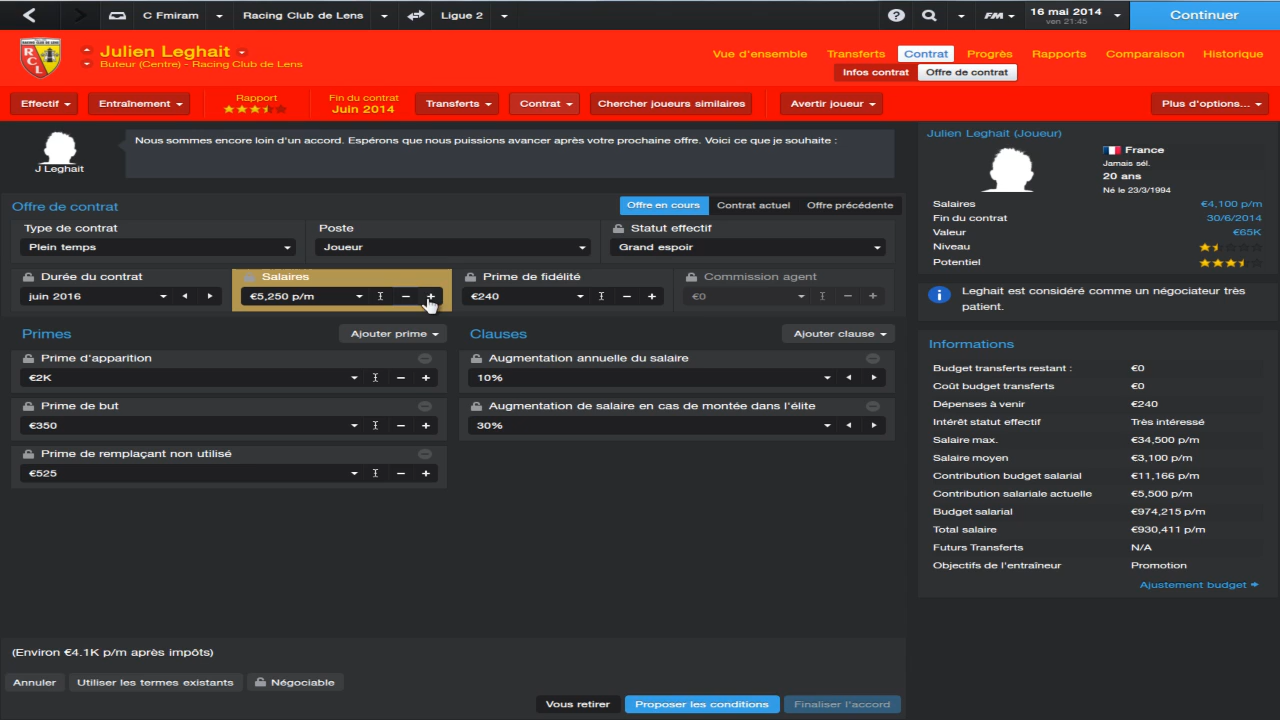 C Fmiram
Racing Club de Lens
Ligue 2
FM
16 mai 2014
ven 21:45
Continuer
RACING CLUB DE LENS
RCL
Julien Leghait
Buteur (Centre) - Racing Club de Lens
Vue d'ensemble Transferts Contrat Progrès Rapports Comparaison Historique
Infos contrat Offre de contrat
Effectif
Entraînement
Rapport
Fin du contrat
Juin 2014
Transferts
Contrat
Chercher joueurs similaires
Avertir joueur
Plus d'options...
J Leghait
Nous sommes encore loin d'un accord. Espérons que nous puissions avancer après votre prochaine offre. Voici ce que je souhaite :
Offre de contrat
Offre en cours Contrat actuel Offre précédente
Type de contrat
Plein temps
Poste
Joueur
Statut effectif
Grand espoir
Durée du contrat
juin 2016
Salaires
€5,250 p/m
Prime de fidélité
€240
Commission agent
€0
Primes
Ajouter prime
Prime d'apparition
€2K
Prime de but
€350
Prime de remplaçant non utilisé
€525
Clauses
Ajouter clause
Augmentation annuelle du salaire
10%
Augmentation de salaire en cas de montée dans l'élite
30%
(Environ €4.1K p/m après impôts)
Annuler Utiliser les termes existants Négociable
Vous retirer Proposer les conditions Finaliser l'accord
Julien Leghait (Joueur)
France
Jamais sél.
20 ans
Né le 23/3/1994
Salaires €4,100 p/m
Fin du contrat 30/6/2014
Valeur €65K
Niveau
Potentiel
Leghait est considéré comme un négociateur très
patient.
Informations
Budget transferts restant : €0
Coût budget transferts €0
Dépenses à venir €240
Intérêt statut effectif Très intéressé
Salaire max. €34,500 p/m
Salaire moyen €3,100 p/m
Contribution budget salarial €11,166 p/m
Contribution salariale actuelle €5,500 p/m
Budget salarial €974,215 p/m
Total salaire €930,411 p/m
Futurs Transferts N/A
Objectifs de l'entraîneur Promotion
Ajustement budget